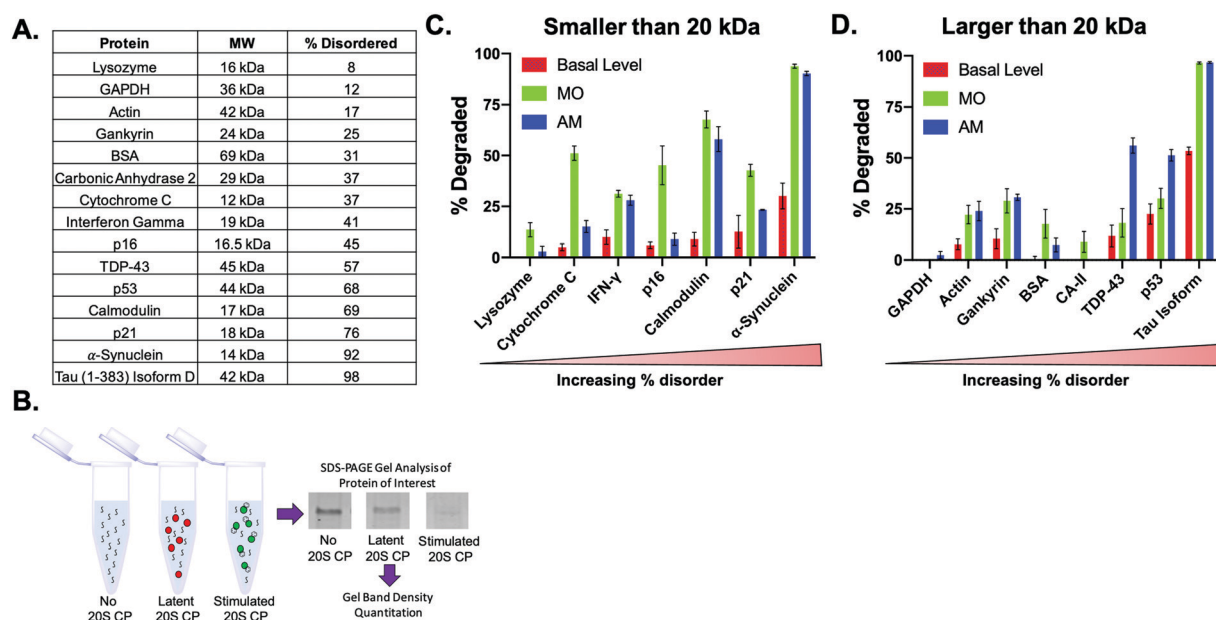 A.
Protein MW % Disordered
Lysozyme 16 kDa 8
GAPDH 36 kDa 12
Actin 42 kDa 17
Gankyrin 24 kDa 25
BSA 69 kDa 31
Carbonic Anhydrase 2 29 kDa 37
Cytochrome C 12 kDa 37
Interferon Gamma 19 kDa 41
p16 16.5 kDa 45
TDP-43 45 kDa 57
p53 44 kDa 68
Calmodulin 17 kDa 69
p21 18 kDa 76
α-Synuclein 14 kDa 92
Tau (1-383) Isoform D 42 kDa 98
B.
No
20S CP
Latent
20S CP
Stimulated
20S CP
SDS-PAGE Gel Analysis of
Protein of Interest
No
20S CP
Latent
20S CP
Stimulated
20S CP
Gel Band Density
Quantitation
C.
Smaller than 20 kDa
% Degraded
100
75
50
25
0
Basal Level
MO
AM
Lysozyme
Cytochrome C
IFN-γ
p16
Calmodulin
p21
α-Synuclein
Increasing % disorder
D.
Larger than 20 kDa
% Degraded
100
75
50
25
0
Basal Level
MO
AM
GAPDH
Actin
Gankyrin
BSA
CA-II
TDP-43
p53
Tau Isoform
Increasing % disorder